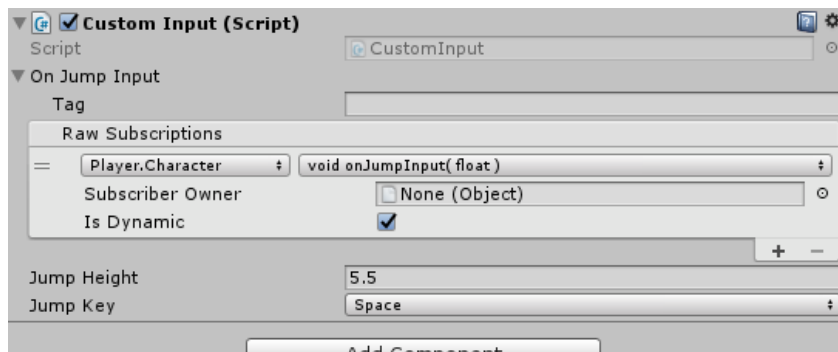 Custom Input (Script)
Script CustomInput
On Jump Input
Tag
Raw Subscriptions
Player.Character void onJumpInput( float )
Subscriber Owner None (Object)
Is Dynamic
Jump Height 5.5
Jump Key Space
Add Component